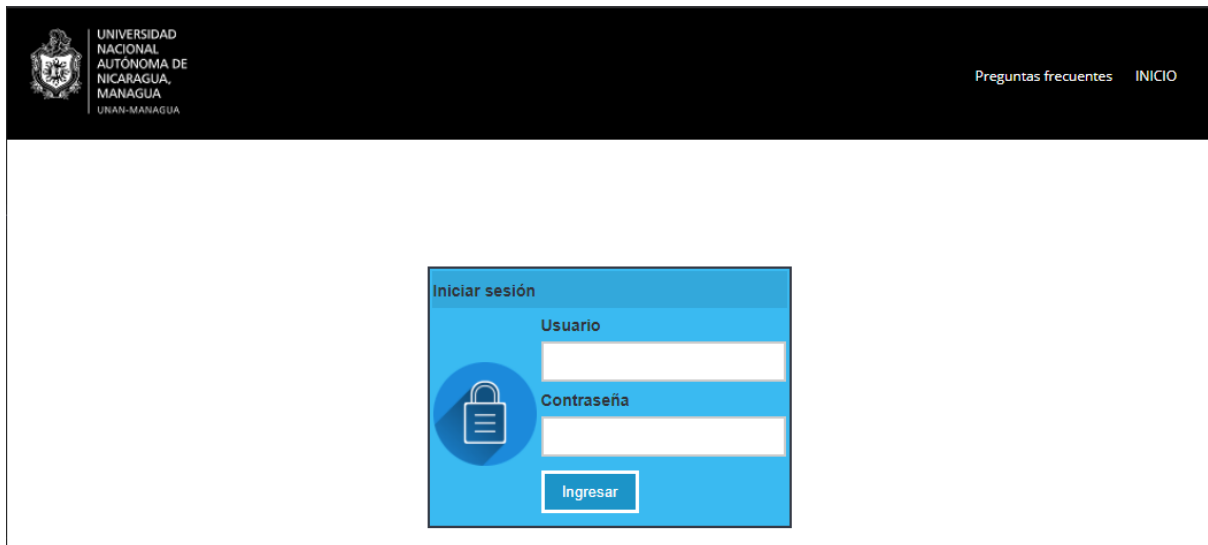 UNIVERSIDAD
NACIONAL
AUTÓNOMA DE
NICARAGUA,
MANAGUA
UNAN-MANAGUA
Preguntas frecuentes INICIO
Iniciar sesión
Usuario
Contraseña
Ingresar